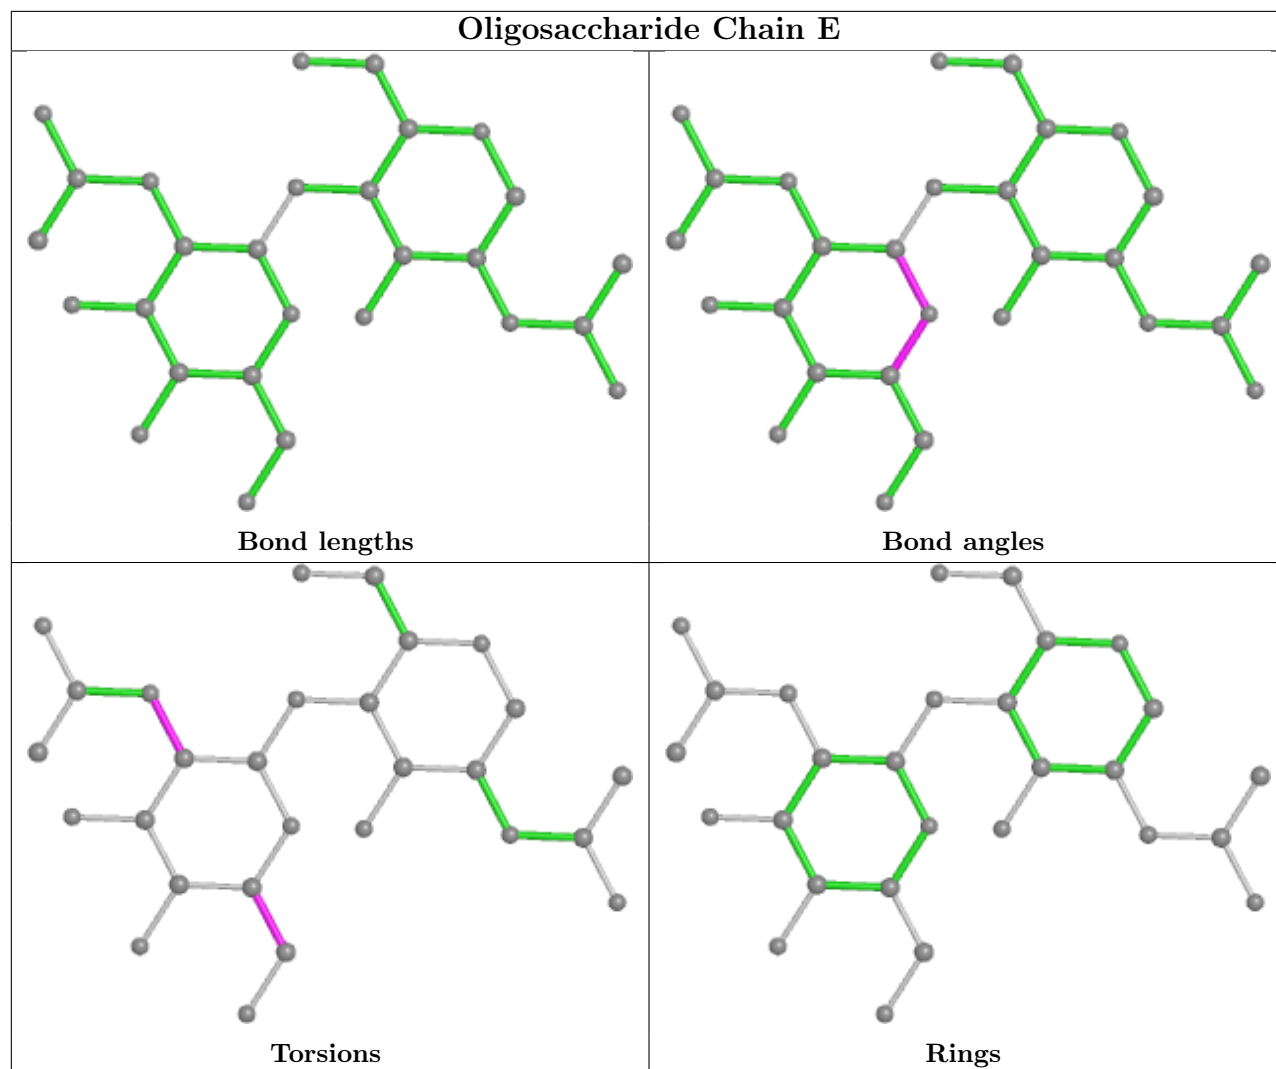 Oligosaccharide Chain E
Bond lengths
Bond angles
Torsions
Rings